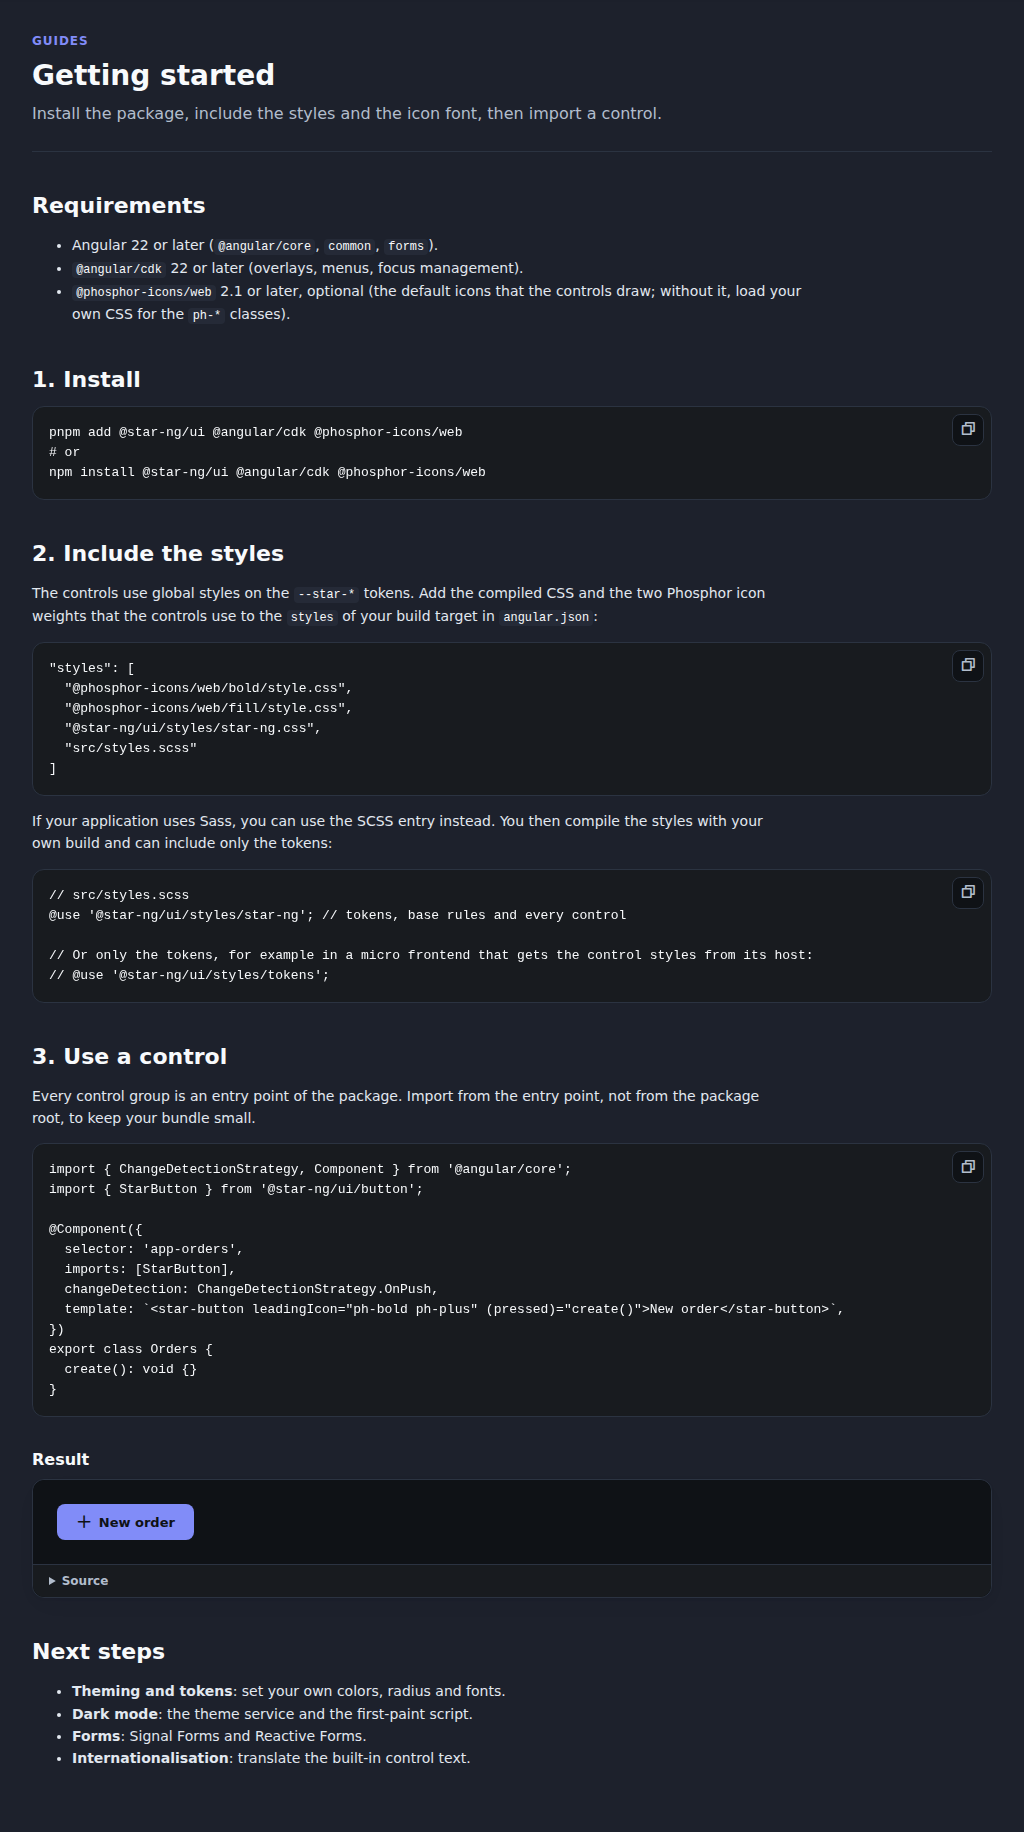 GUIDES
Getting started
Install the package, include the styles and the icon font, then import a control.
Requirements
• Angular 22 or later ( @angular/core , common , forms ).
• @angular/cdk 22 or later (overlays, menus, focus management).
• @phosphor-icons/web 2.1 or later, optional (the default icons that the controls draw; without it, load your
own CSS for the ph-* classes).
1. Install
pnpm add @star-ng/ui @angular/cdk @phosphor-icons/web
# or
npm install @star-ng/ui @angular/cdk @phosphor-icons/web
2. Include the styles
The controls use global styles on the --star-* tokens. Add the compiled CSS and the two Phosphor icon
weights that the controls use to the styles of your build target in angular.json :
"styles": [
  "@phosphor-icons/web/bold/style.css",
  "@phosphor-icons/web/fill/style.css",
  "@star-ng/ui/styles/star-ng.css",
  "src/styles.scss"
]
If your application uses Sass, you can use the SCSS entry instead. You then compile the styles with your
own build and can include only the tokens:
// src/styles.scss
@use '@star-ng/ui/styles/star-ng'; // tokens, base rules and every control
// Or only the tokens, for example in a micro frontend that gets the control styles from its host:
// @use '@star-ng/ui/styles/tokens';
3. Use a control
Every control group is an entry point of the package. Import from the entry point, not from the package
root, to keep your bundle small.
import { ChangeDetectionStrategy, Component } from '@angular/core';
import { StarButton } from '@star-ng/ui/button';
@Component({
  selector: 'app-orders',
  imports: [StarButton],
  changeDetection: ChangeDetectionStrategy.OnPush,
  template: `<star-button leadingIcon="ph-bold ph-plus" (pressed)="create()">New order</star-button>`,
})
export class Orders {
  create(): void {}
}
Result
New order
Source
Next steps
• Theming and tokens: set your own colors, radius and fonts.
• Dark mode: the theme service and the first-paint script.
• Forms: Signal Forms and Reactive Forms.
• Internationalisation: translate the built-in control text.